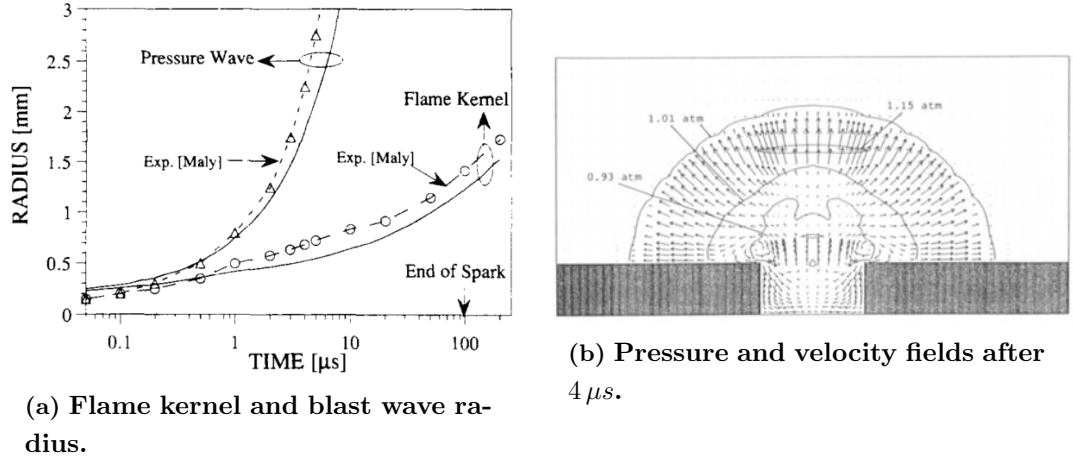 3
2.5
2
1.5
1
0.5
0
RADIUS [mm]
Pressure Wave
Flame Kernel
Exp. [Maly]
Exp. [Maly]
End of Spark
0.1
1
10
100
TIME [μs]
(a) Flame kernel and blast wave ra-
dius.
1.15 atm
1.01 atm
0.93 atm
(b) Pressure and velocity fields after
4 μs.